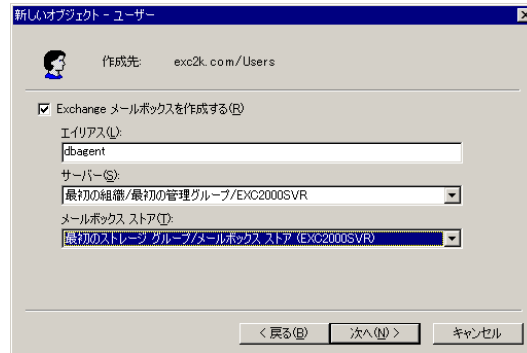 新しいオブジェクト - ユーザー
作成先: exc2k.com/Users
Exchange メールボックスを作成する(R)
エイリアス(L):
dbagent
サーバー(S):
最初の組織/最初の管理グループ/EXC2000SVR
メールボックス ストア(T):
最初のストレージ グループ/メールボックス ストア (EXC2000SVR)
< 戻る(B) 次へ(N) > キャンセル